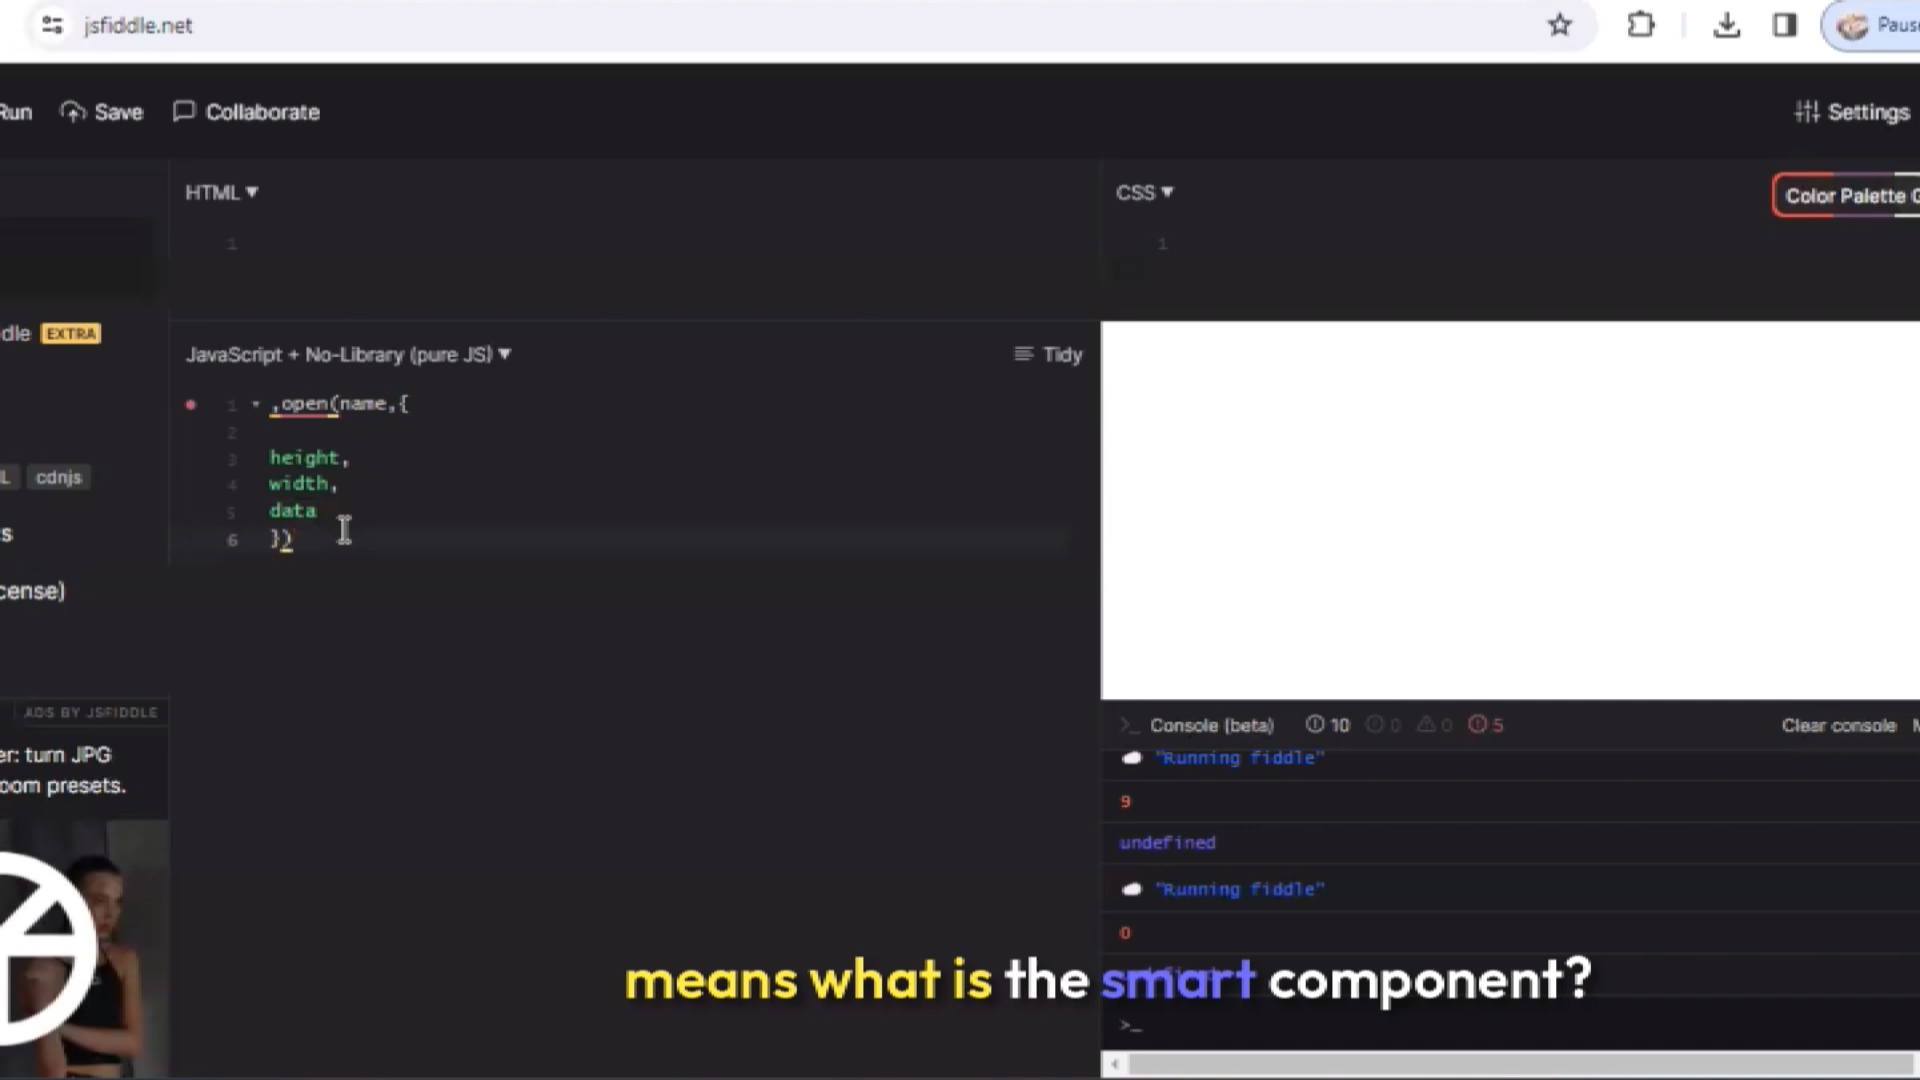 jsfiddle.net
Paus
Run
Save
Collaborate
Settings
HTML
CSS
Color Palette G
1
1
dle EXTRA
JavaScript + No-Library (pure JS)
Tidy
1 ,open(name,{
2
3 height,
4 width,
5 data
6 })
L
cdnjs
s
cense)
ADS BY JSFIDDLE
er: turn JPG
oom presets.
>_ Console (beta) 10 0 0 5
Clear console M
"Running fiddle"
9
undefined
"Running fiddle"
0
means what is the smart component?
>_